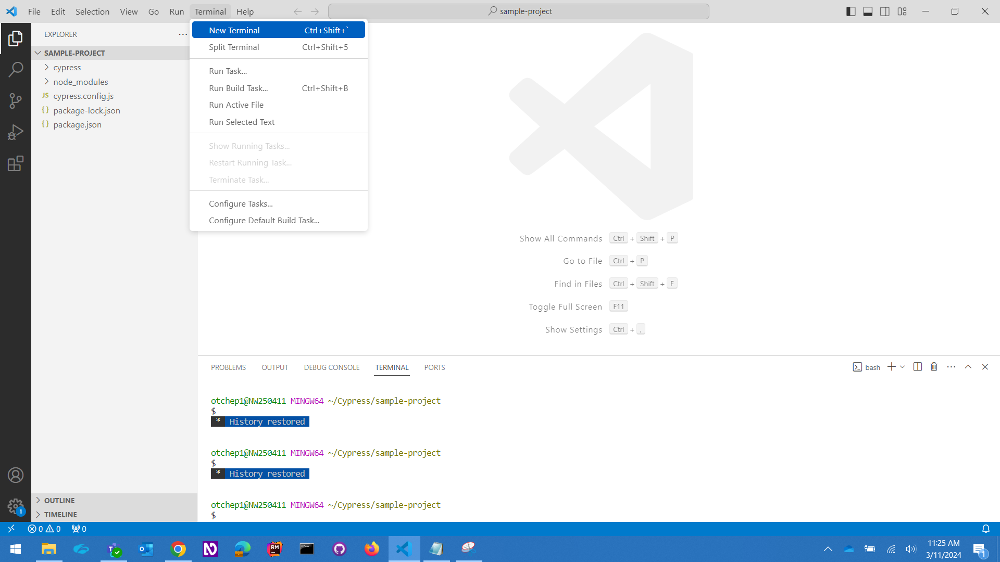 File Edit Selection View Go Run Terminal Help
sample-project
EXPLORER
SAMPLE-PROJECT
cypress
node_modules
JS cypress.config.js
{} package-lock.json
{} package.json
OUTLINE
TIMELINE
New Terminal Ctrl+Shift+`
Split Terminal Ctrl+Shift+5
Run Task...
Run Build Task... Ctrl+Shift+B
Run Active File
Run Selected Text
Show Running Tasks...
Restart Running Task...
Terminate Task...
Configure Tasks...
Configure Default Build Task...
Show All Commands Ctrl + Shift + P
Go to File Ctrl + P
Find in Files Ctrl + Shift + F
Toggle Full Screen F11
Show Settings Ctrl + ,
PROBLEMS OUTPUT DEBUG CONSOLE TERMINAL PORTS
bash
otchep1@NW250411 MINGW64 ~/Cypress/sample-project
$
* History restored
otchep1@NW250411 MINGW64 ~/Cypress/sample-project
$
* History restored
otchep1@NW250411 MINGW64 ~/Cypress/sample-project
$
1
0 0 0
RM
11:25 AM
3/11/2024
1